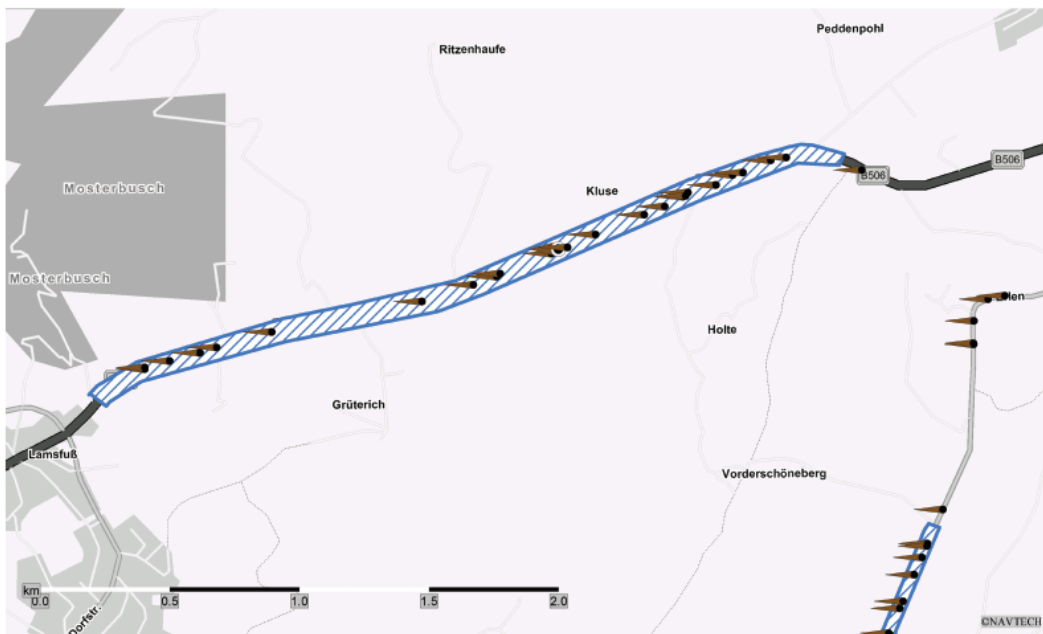 Peddenpohl
Ritzenhaufe
B506
B506
Mosterbusch
Kluse
Mosterbusch
Holte
Grüterich
Lamsfuß
Vorderschöneberg
km
0.0 0.5 1.0 1.5 2.0
Dorfstr.
©NAVTECH